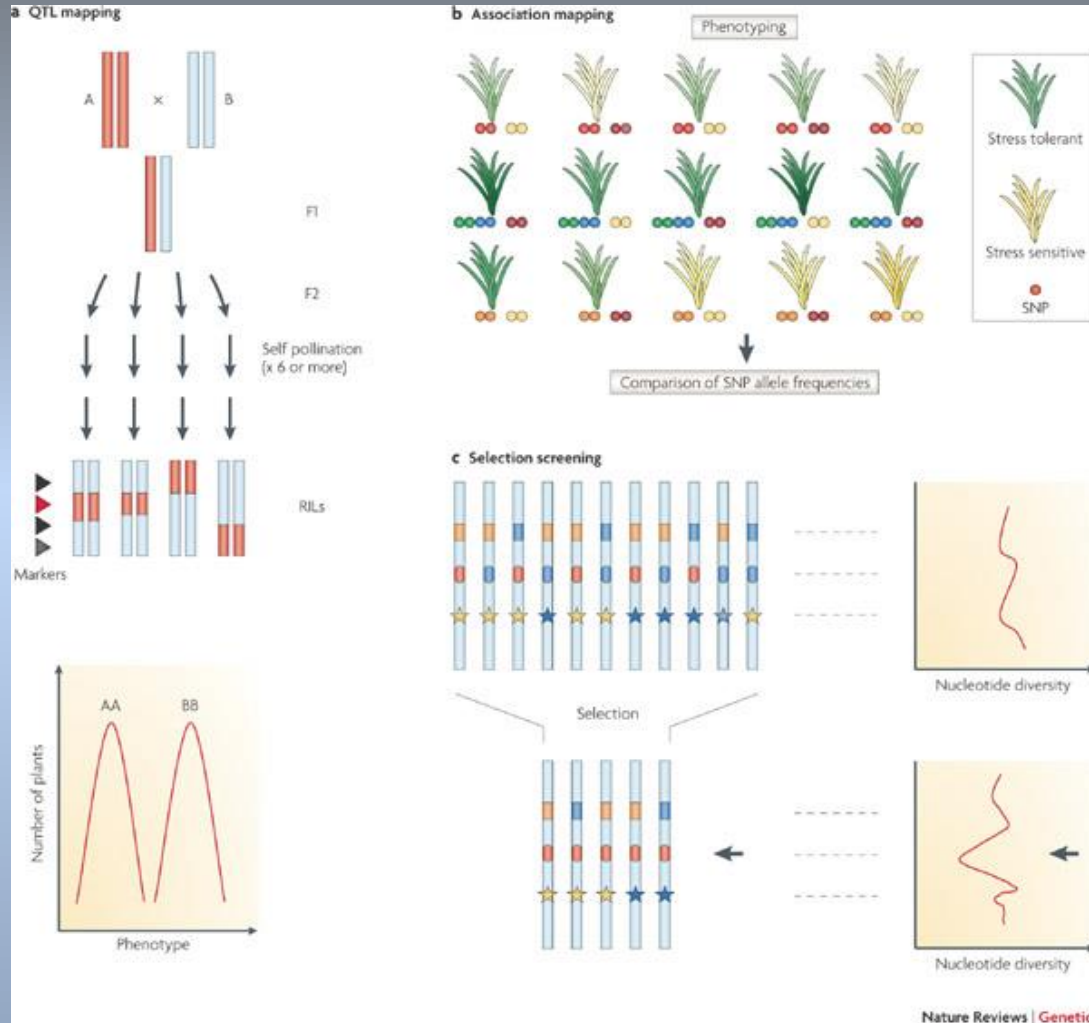 a QTL mapping
A
×
B
F1
F2
Self pollination
(x 6 or more)
RILs
Markers
AA
BB
Number of plants
Phenotype
b Association mapping
Phenotyping
Stress tolerant
Stress sensitive
SNP
Comparison of SNP allele frequencies
c Selection screening
Nucleotide diversity
Selection
Nucleotide diversity
Nature Reviews | Genetic